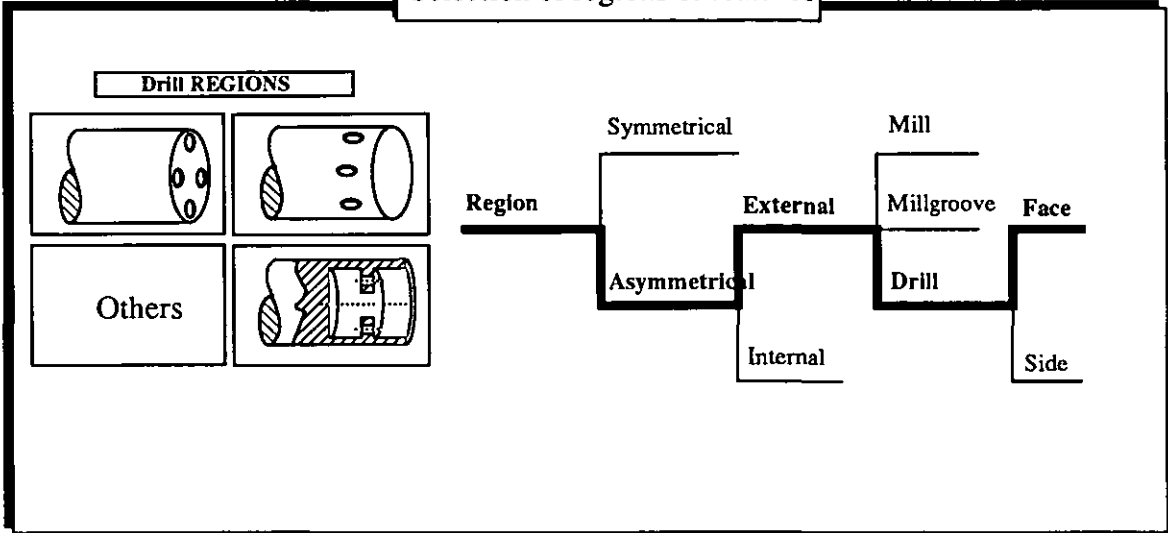 Drill REGIONS
Others
Region
Symmetrical
Asymmetrical
External
Internal
Mill
Millgroove
Drill
Face
Side